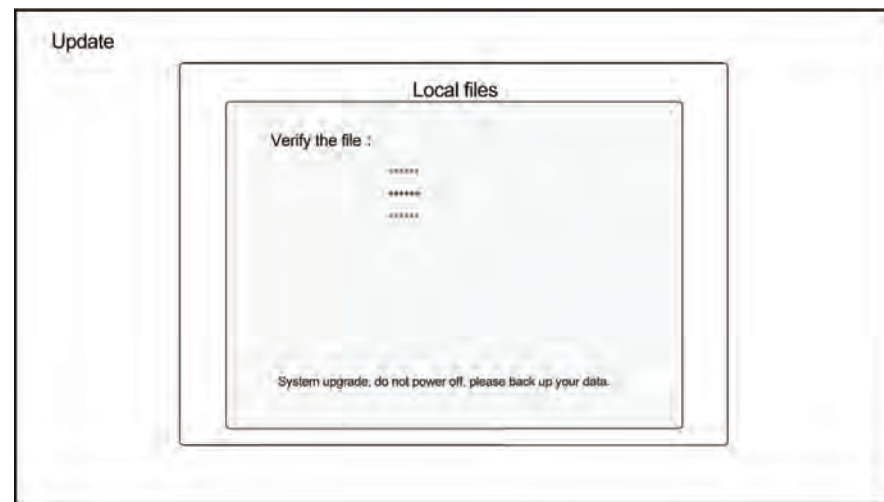 Update
Local files
Verify the file :
******
******
******
System upgrade, do not power off, please back up your data.